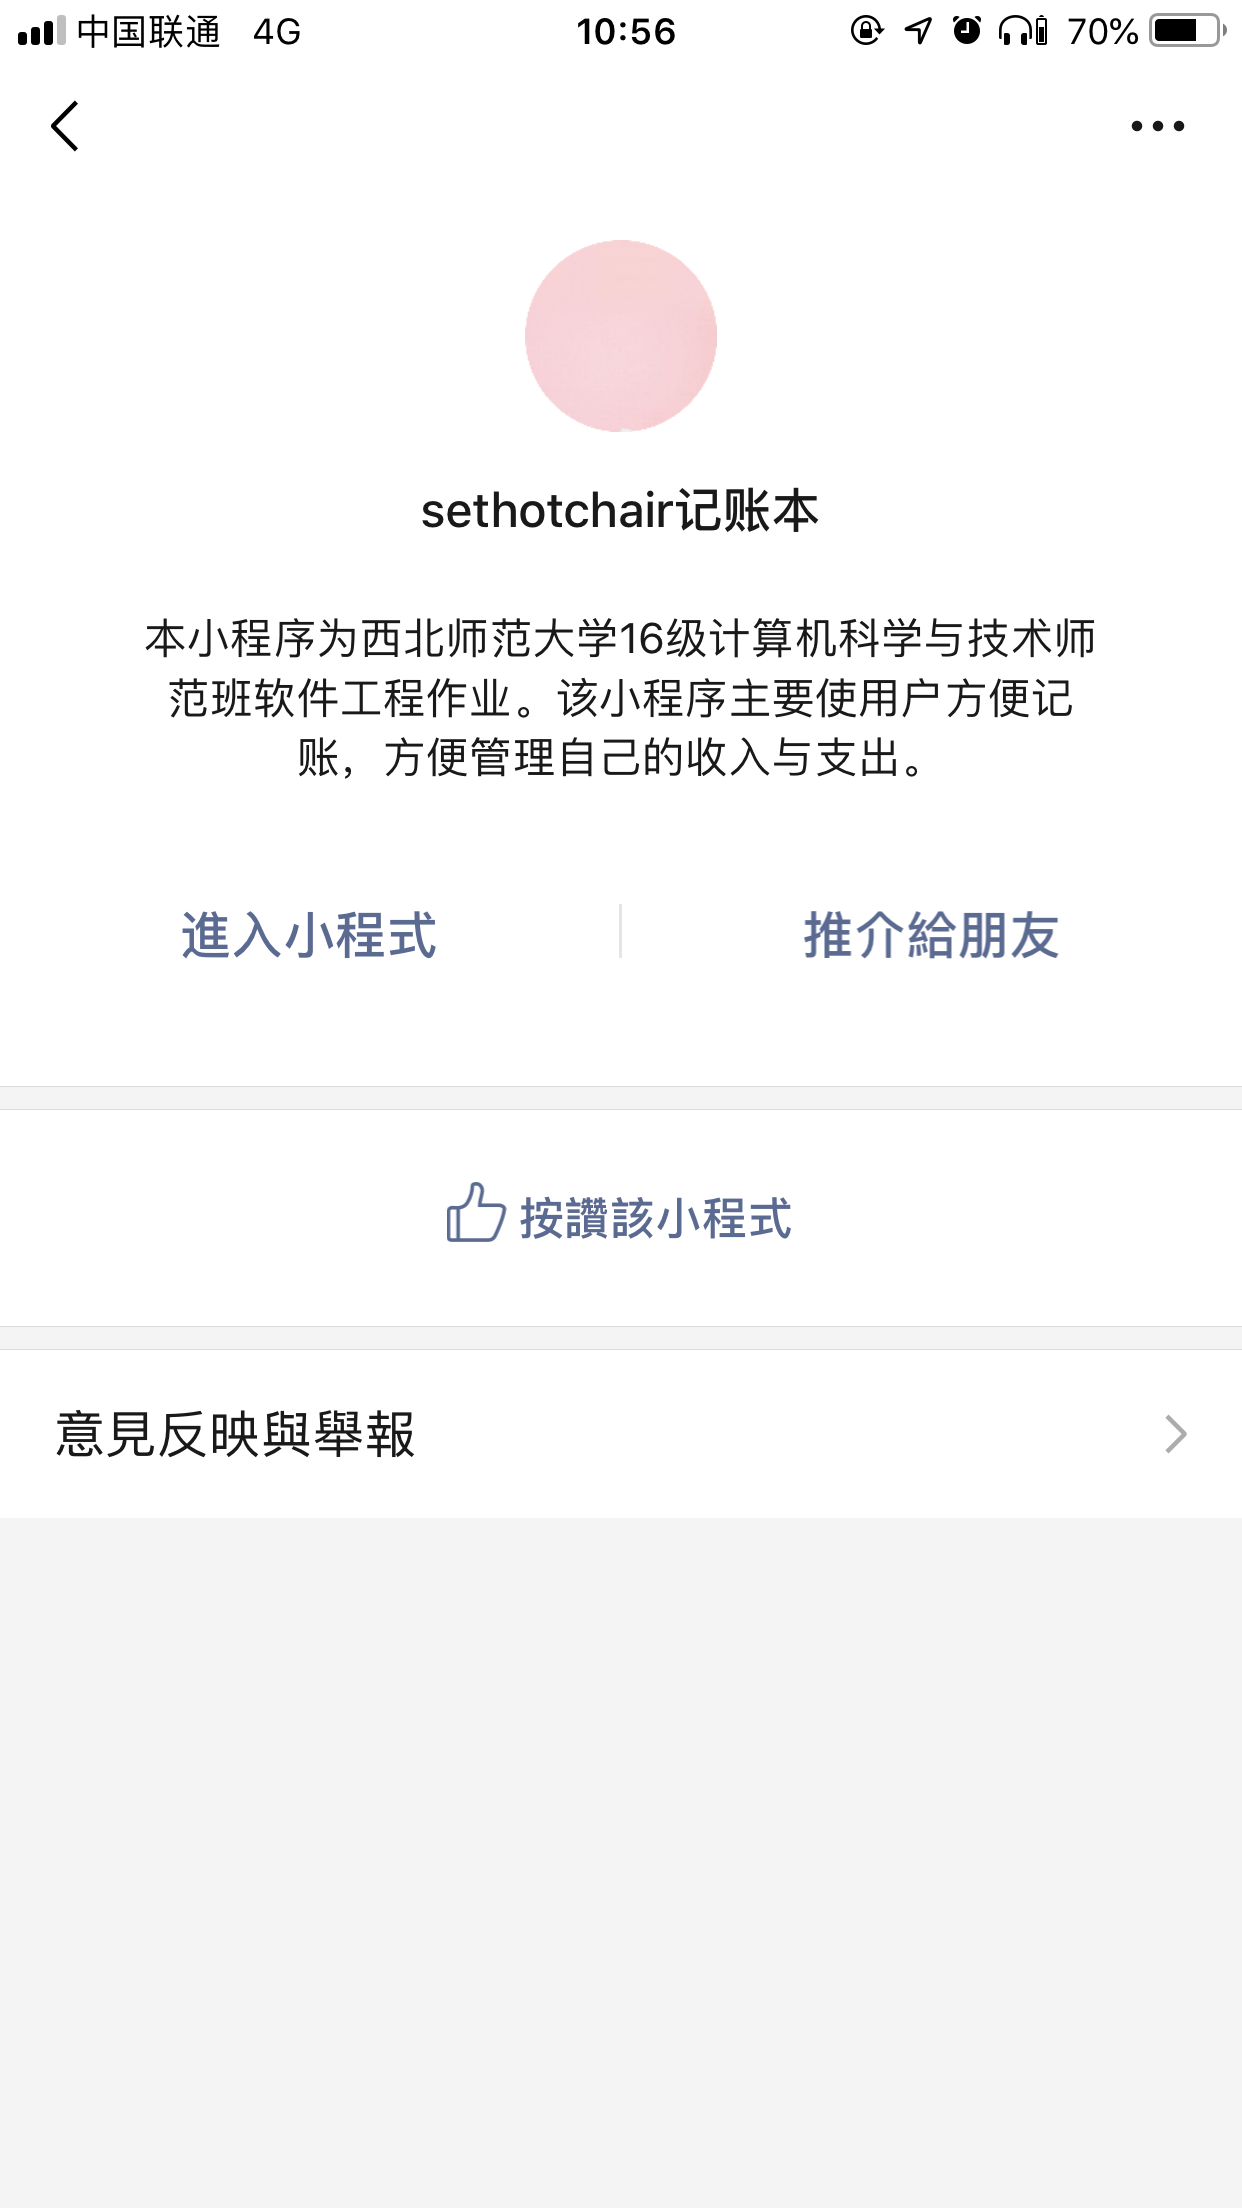 中国联通 4G 10:56 70%
sethotchair记账本
本小程序为西北师范大学16级计算机科学与技术师
范班软件工程作业。该小程序主要使用户方便记
账，方便管理自己的收入与支出。
進入小程式 推介給朋友
按讚該小程式
意見反映與舉報